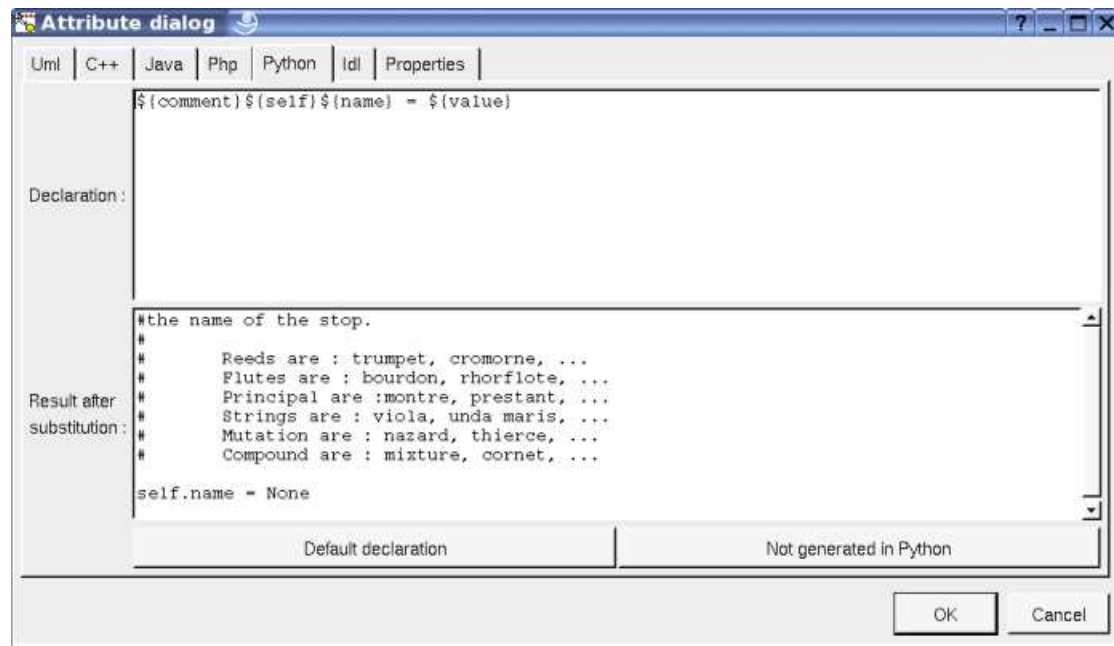 Attribute dialog
Uml C++ Java Php Python Idl Properties
Declaration :
${comment}${self}${name} = ${value}
Result after
substitution :
#the name of the stop.
#
# Reeds are : trumpet, cromorne, ...
# Flutes are : bourdon, rhorflote, ...
# Principal are :montre, prestant, ...
# Strings are : viola, unda maris, ...
# Mutation are : nazard, thierce, ...
# Compound are : mixture, cornet, ...
self.name = None
Default declaration Not generated in Python
OK Cancel